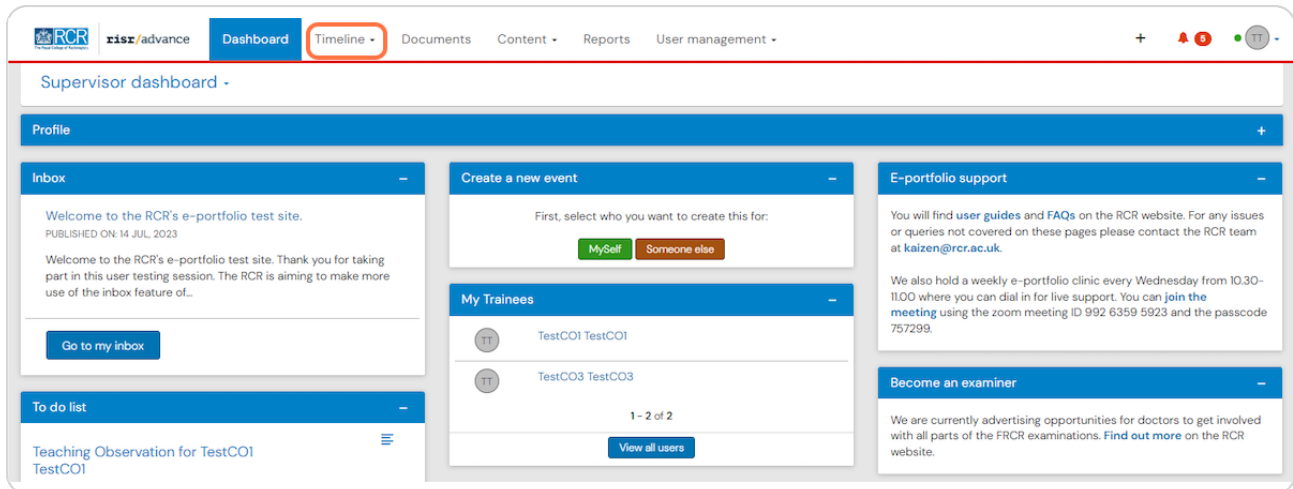 RCR
The Royal College of Radiologists
risr/advance
Dashboard
Timeline
Documents
Content
Reports
User management
+
5
TT
Supervisor dashboard
Profile
+
Inbox
−
Welcome to the RCR's e-portfolio test site.
PUBLISHED ON: 14 JUL, 2023
Welcome to the RCR's e-portfolio test site. Thank you for taking
part in this user testing session. The RCR is aiming to make more
use of the inbox feature of...
Go to my inbox
To do list
−
Teaching Observation for TestCO1
TestCO1
Create a new event
−
First, select who you want to create this for:
MySelf
Someone else
My Trainees
−
TT
TestCO1 TestCO1
TT
TestCO3 TestCO3
1 - 2 of 2
View all users
E-portfolio support
−
You will find user guides and FAQs on the RCR website. For any issues
or queries not covered on these pages please contact the RCR team
at kaizen@rcr.ac.uk.
We also hold a weekly e-portfolio clinic every Wednesday from 10.30-
11.00 where you can dial in for live support. You can join the
meeting using the zoom meeting ID 992 6359 5923 and the passcode
757299.
Become an examiner
−
We are currently advertising opportunities for doctors to get involved
with all parts of the FRCR examinations. Find out more on the RCR
website.